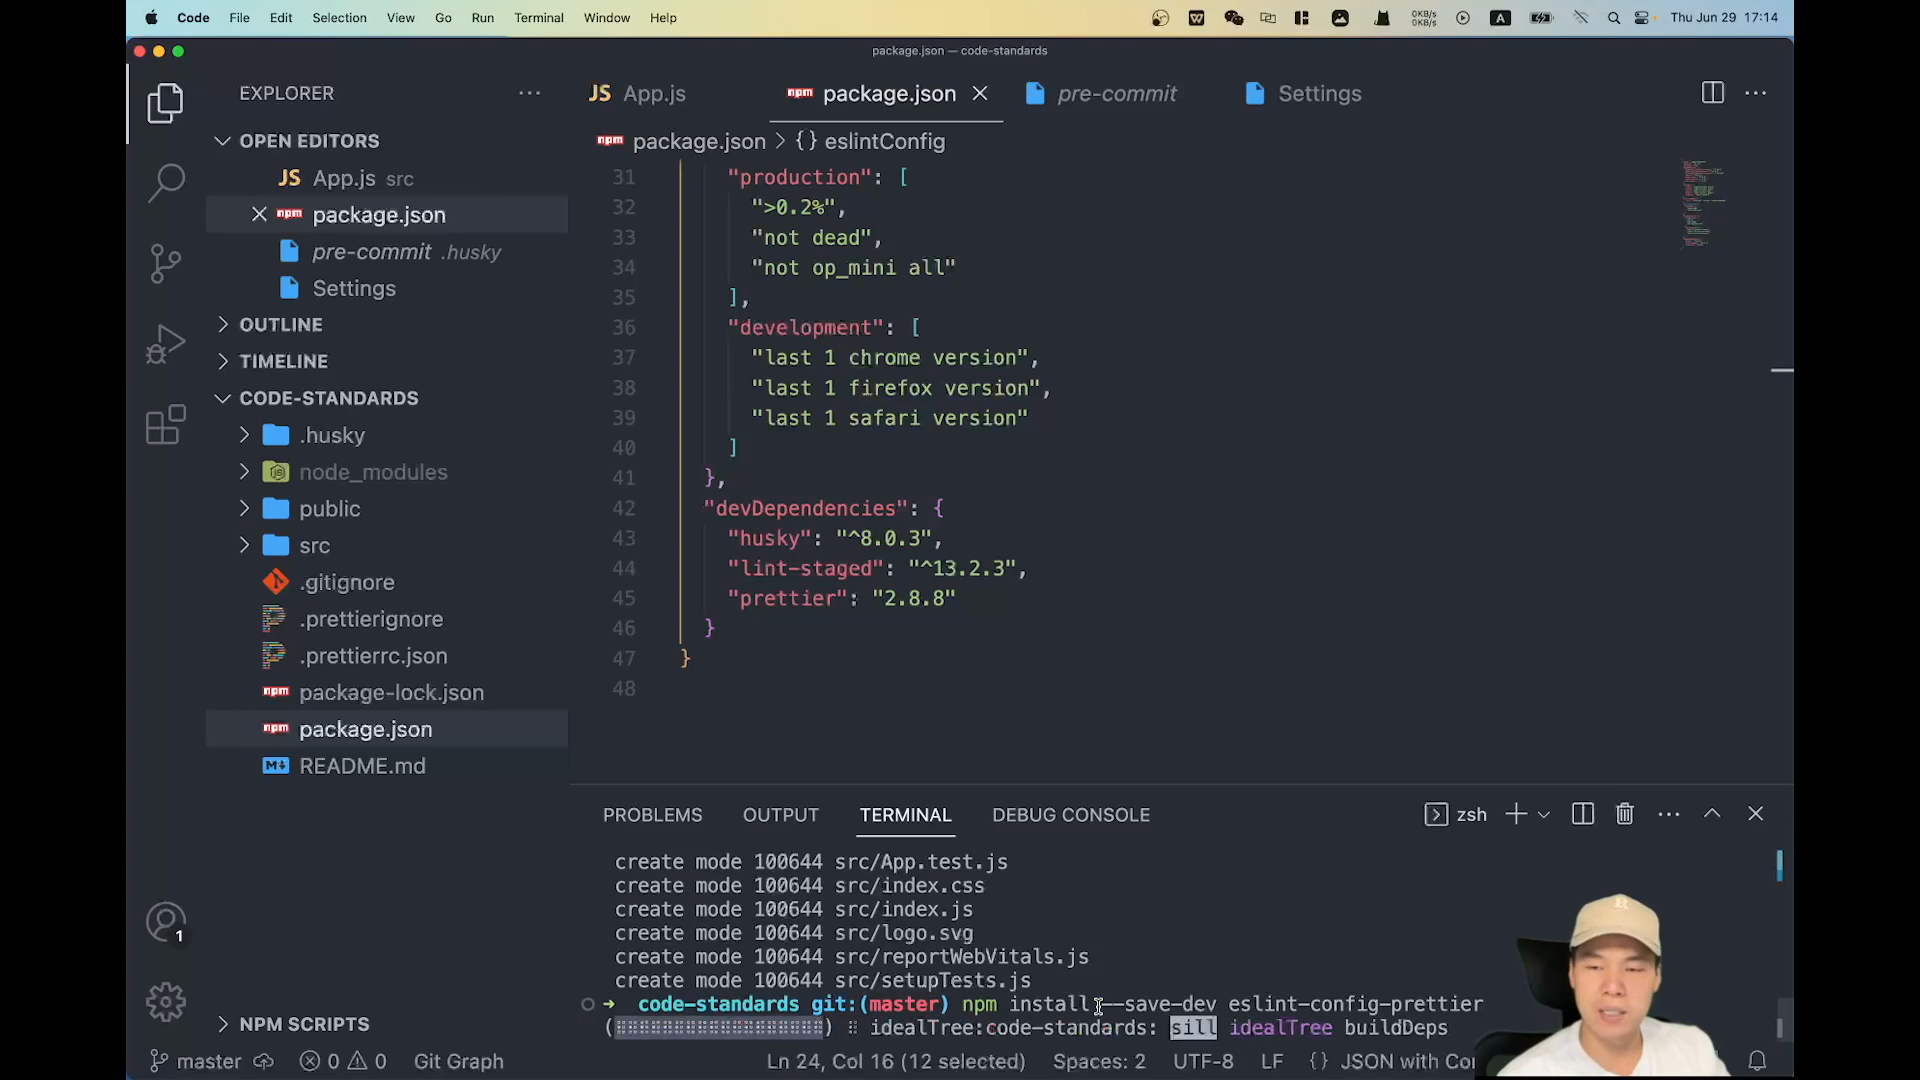 Code File Edit Selection View Go Run Terminal Window Help
0KB/s
0KB/s
A
Thu Jun 29 17:14
package.json — code-standards
EXPLORER
JS App.js
npm package.json
pre-commit
Settings
OPEN EDITORS
npm package.json > {} eslintConfig
JS App.js src
npm package.json
pre-commit .husky
Settings
OUTLINE
TIMELINE
CODE-STANDARDS
.husky
node_modules
public
src
.gitignore
.prettierignore
.prettierrc.json
npm package-lock.json
npm package.json
README.md
NPM SCRIPTS
1
31 "production": [
32 ">0.2%",
33 "not dead",
34 "not op_mini all"
35 ],
36 "development": [
37 "last 1 chrome version",
38 "last 1 firefox version",
39 "last 1 safari version"
40 ]
41 },
42 "devDependencies": {
43 "husky": "^8.0.3",
44 "lint-staged": "^13.2.3",
45 "prettier": "2.8.8"
46 }
47 }
48
PROBLEMS OUTPUT TERMINAL DEBUG CONSOLE
zsh
create mode 100644 src/App.test.js
create mode 100644 src/index.css
create mode 100644 src/index.js
create mode 100644 src/logo.svg
create mode 100644 src/reportWebVitals.js
create mode 100644 src/setupTests.js
➜ code-standards git:(master) npm install --save-dev eslint-config-prettier
(⠿⠿⠿⠿⠿⠿⠿⠿⠿⠿⠿⠿⠿⠿⠿⠿⠿⠿) ⠿ idealTree:code-standards: sill idealTree buildDeps
master 0 0 Git Graph Ln 24, Col 16 (12 selected) Spaces: 2 UTF-8 LF {} JSON with Co